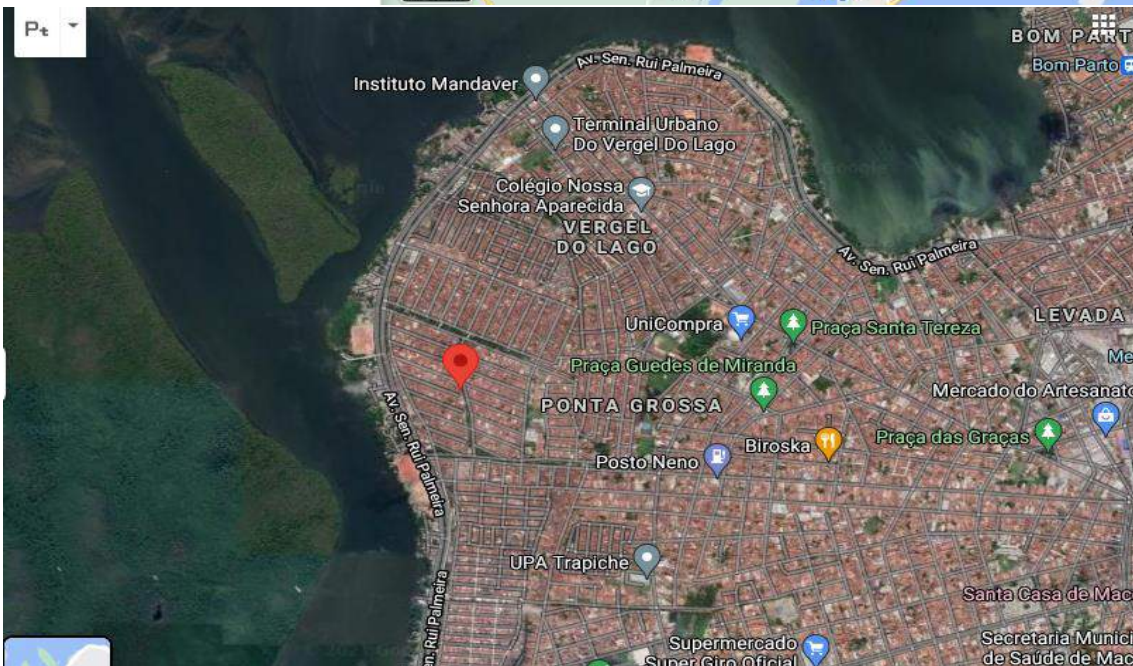 Pt
BOM PART
Bom Parto
Av. Sen. Rui Palmeira
Instituto Mandaver
Terminal Urbano
Do Vergel Do Lago
Colégio Nossa
Senhora Aparecida
VERGEL
DO LAGO
Av. Sen. Rui Palmeira
UniCompra
Praça Santa Tereza
LEVADA
Me
Praça Guedes de Miranda
Mercado do Artesanato
PONTA GROSSA
Av. Sen. Rui Palmeira
Biroska
Praça das Graças
Posto Neno
UPA Trapiche
n. Rui Palmeira
Santa Casa de Mac
Supermercado
Super Giro Oficial
Secretaria Munici
de Saúde de Mac